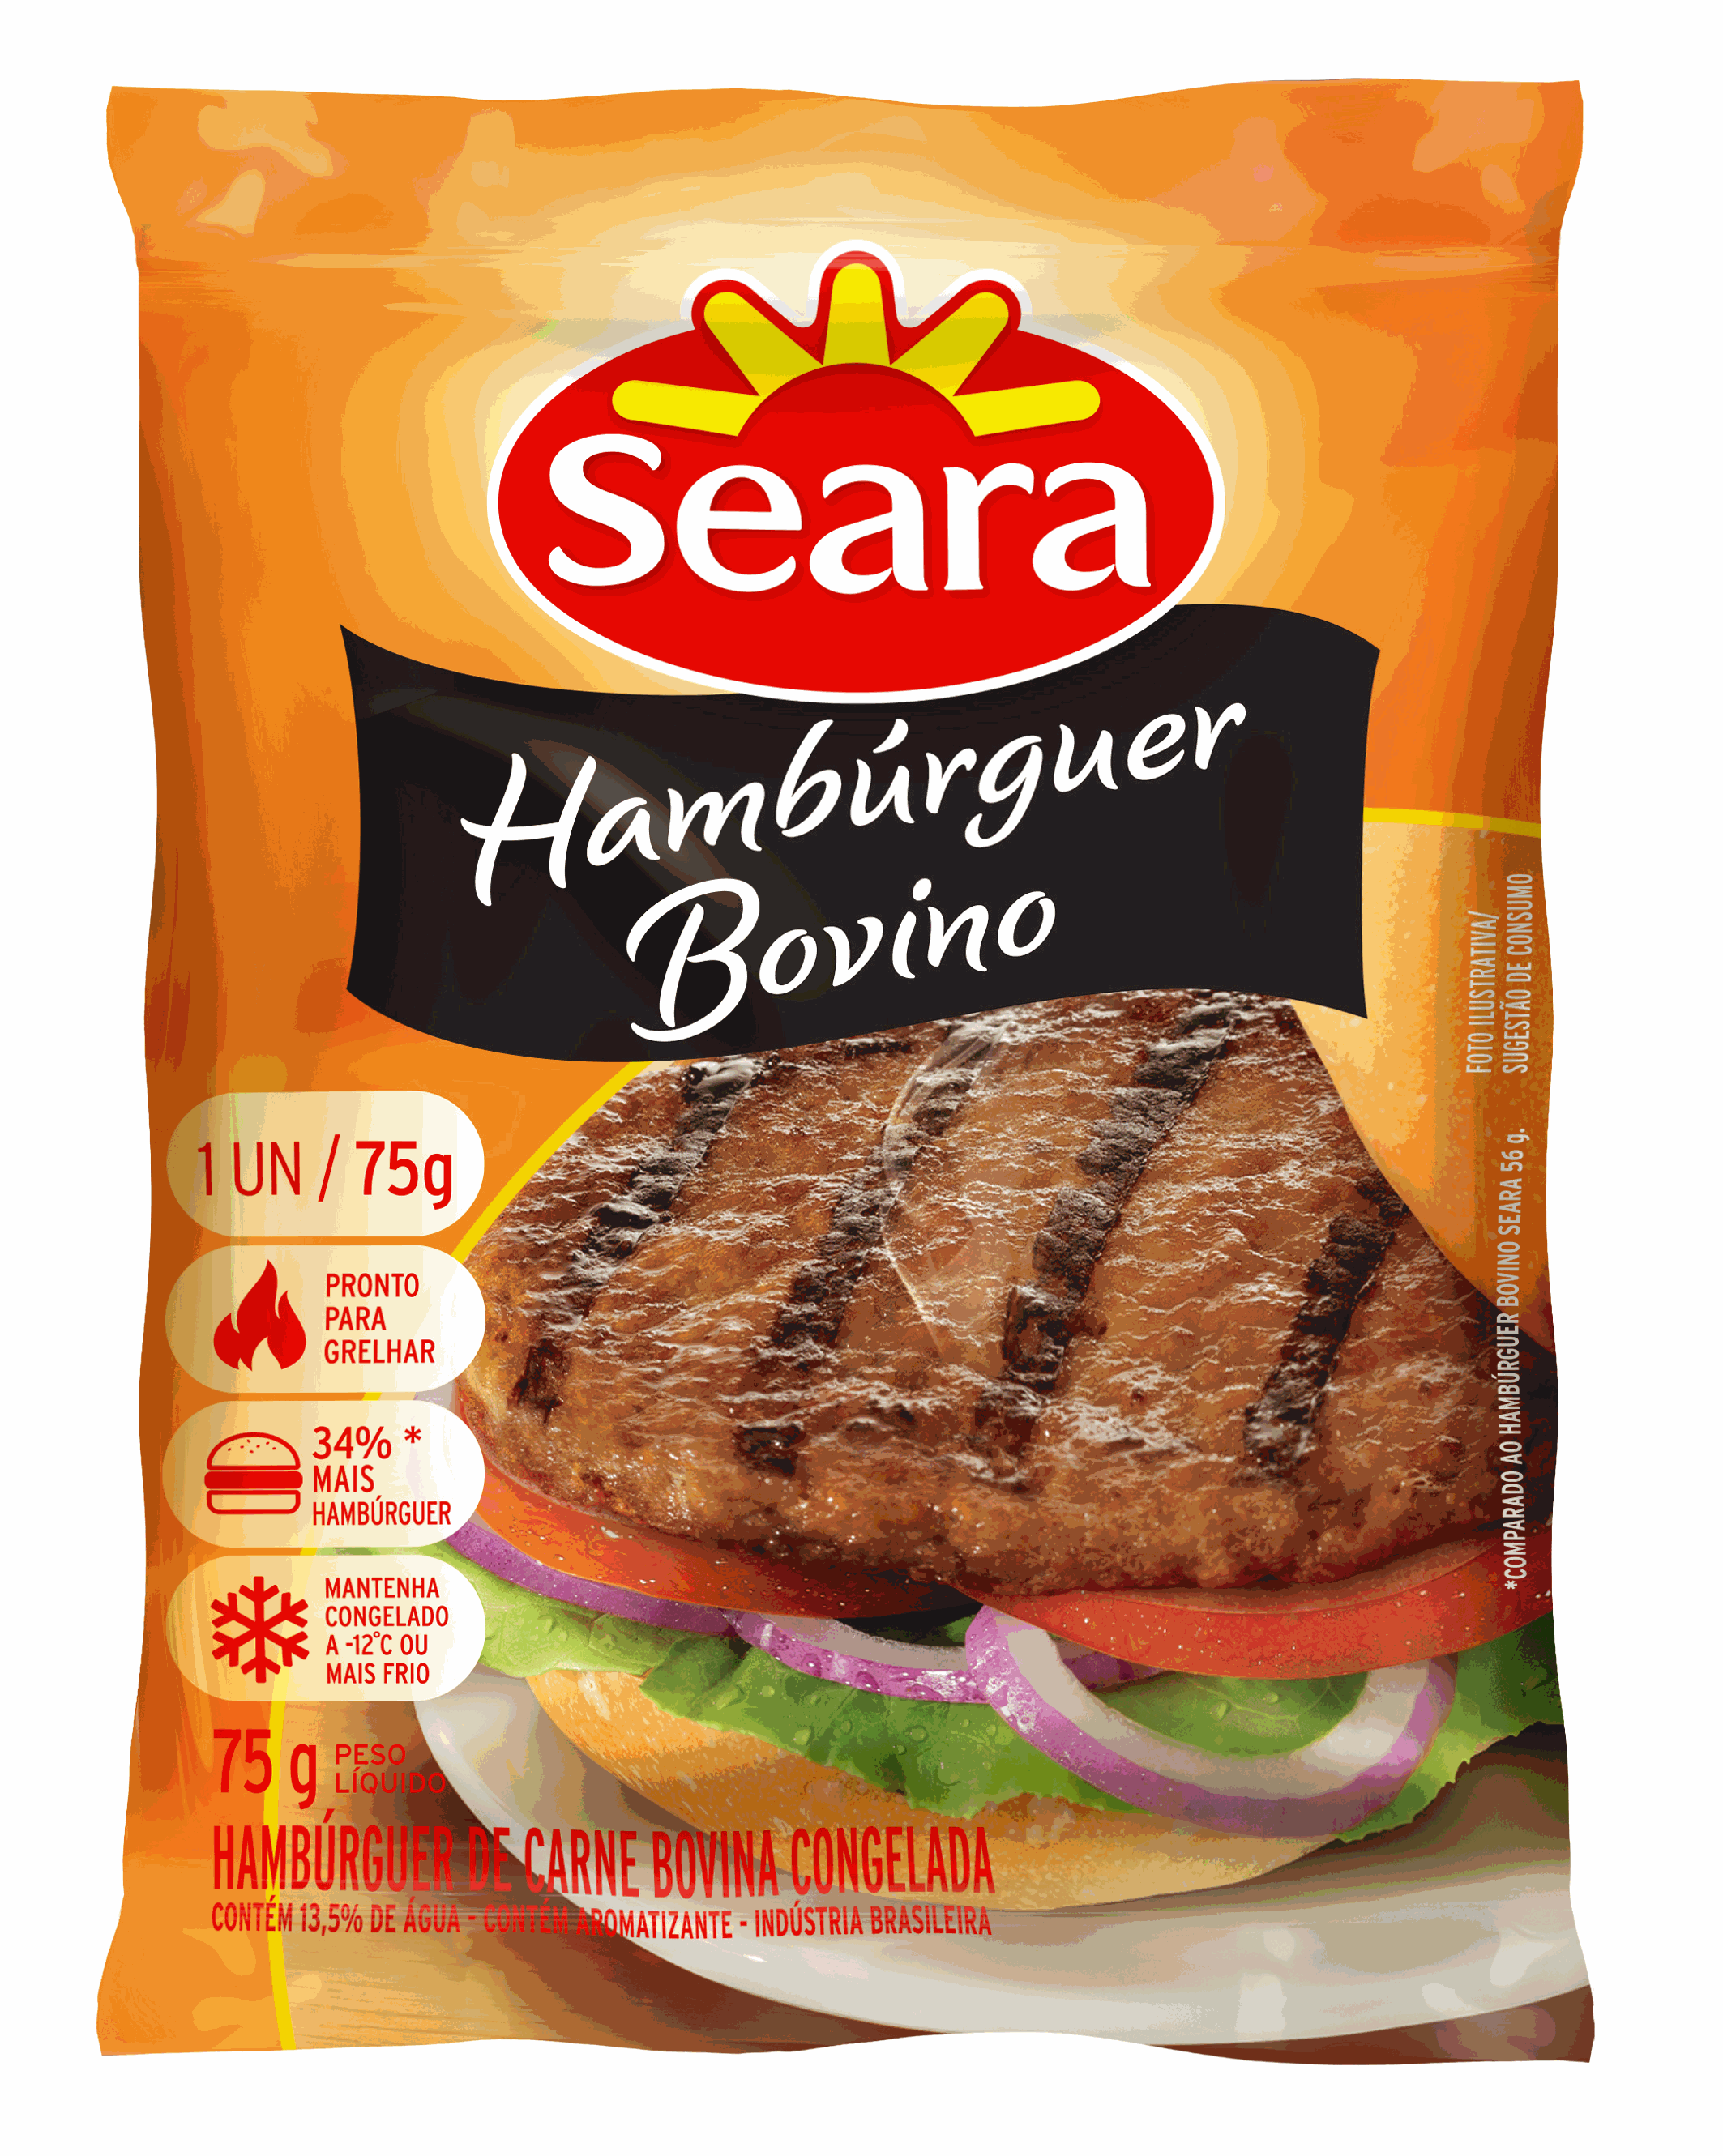 Seara
Hambúrguer
Bovino
FOTO ILUSTRATIVA/
SUGESTÃO DE CONSUMO
1 UN / 75g
PRONTO
PARA
GRELHAR
34% *
MAIS
HAMBÚRGUER
MANTENHA
CONGELADO
A -12°C OU
MAIS FRIO
*COMPARADO AO HAMBÚRGUER BOVINO SEARA 56 g.
75 g PESO
LÍQUIDO
HAMBÚRGUER DE CARNE BOVINA CONGELADA
CONTÉM 13,5% DE ÁGUA - CONTÉM AROMATIZANTE - INDÚSTRIA BRASILEIRA